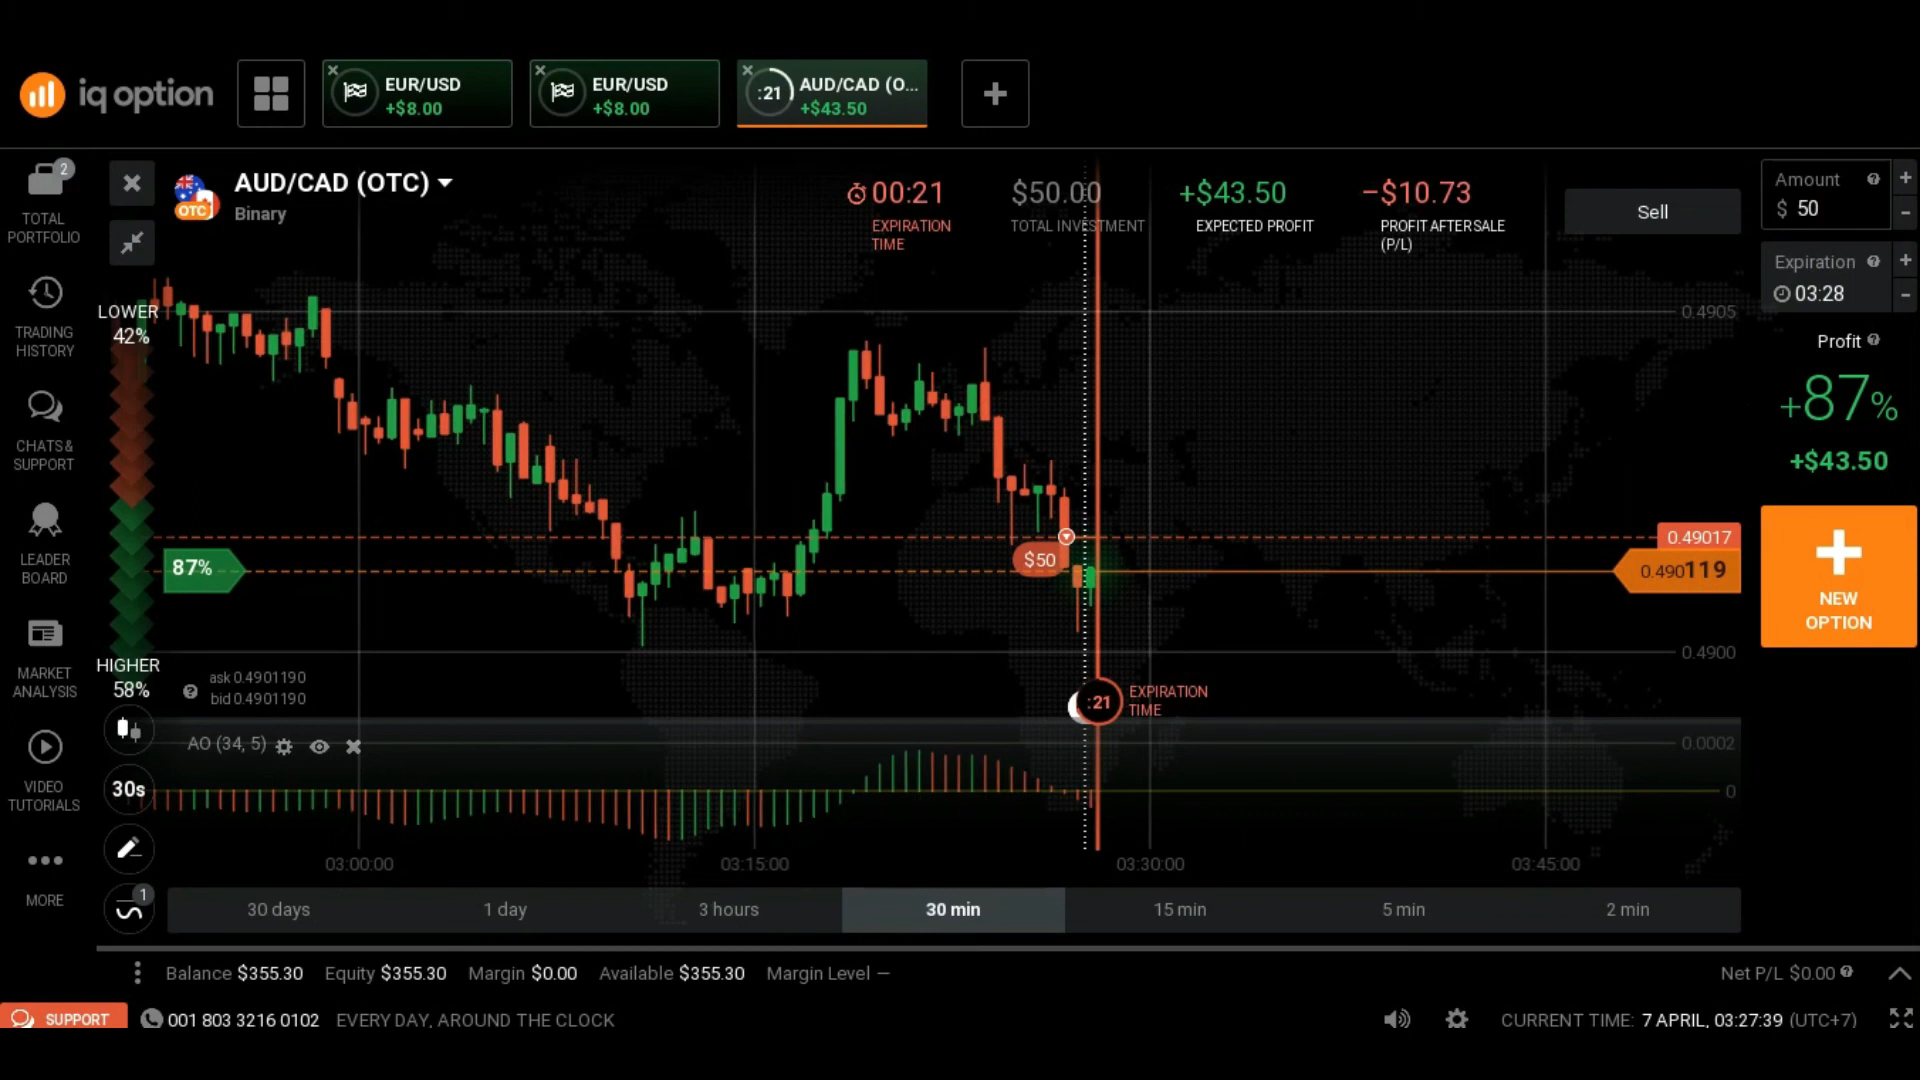 iq option
EUR/USD
+$8.00
EUR/USD
+$8.00
:21
AUD/CAD (O...
+$43.50
2
TOTAL
PORTFOLIO
TRADING
HISTORY
CHATS &
SUPPORT
LEADER
BOARD
MARKET
ANALYSIS
VIDEO
TUTORIALS
MORE
OTC
AUD/CAD (OTC)
Binary
00:21
EXPIRATION
TIME
$50.00
TOTAL INVESTMENT
+$43.50
EXPECTED PROFIT
−$10.73
PROFIT AFTER SALE
(P/L)
Sell
Amount
$ 50
Expiration
03:28
Profit
+87%
+$43.50
NEW
OPTION
LOWER
42%
87%
HIGHER
58%
ask 0.4901190
bid 0.4901190
$50
0.4905
0.49017
0.490119
0.4900
:21
EXPIRATION
TIME
AO (34, 5)
0.0002
0
30s
1
03:00:00
03:15:00
03:30:00
03:45:00
30 days
1 day
3 hours
30 min
15 min
5 min
2 min
Balance $355.30
Equity $355.30
Margin $0.00
Available $355.30
Margin Level −
Net P/L $0.00
SUPPORT
001 803 3216 0102
EVERY DAY, AROUND THE CLOCK
CURRENT TIME: 7 APRIL, 03:27:39 (UTC+7)